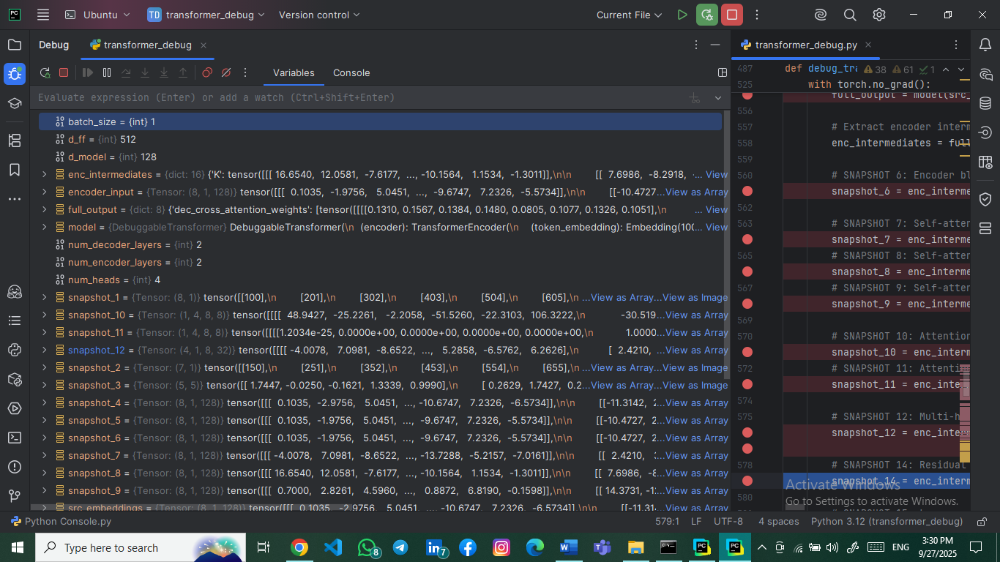 PC Ubuntu TD transformer_debug Version control Current File
Debug transformer_debug
Variables Console
Evaluate expression (Enter) or add a watch (Ctrl+Shift+Enter)
batch_size = {int} 1
d_ff = {int} 512
d_model = {int} 128
enc_intermediates = {dict: 16} {'K': tensor([[[ 16.6540, 12.0581, -7.6177, ..., -10.1564, 1.1534, -1.3011]],\n\n [[ 7.6986, -8.2918, ... View
encoder_input = {Tensor: (8, 1, 128)} tensor([[[ 0.1035, -1.9756, 5.0451, ..., -9.6747, 7.2326, -5.5734]],\n\n [[-10.4727...View as Array
full_output = {dict: 8} {'dec_cross_attention_weights': [tensor([[[[0.1310, 0.1567, 0.1384, 0.1480, 0.0805, 0.1077, 0.1326, 0.1051],\n ... View
model = {DebuggableTransformer} DebuggableTransformer(\n (encoder): TransformerEncoder(\n (token_embedding): Embedding(100... View
num_decoder_layers = {int} 2
num_encoder_layers = {int} 2
num_heads = {int} 4
snapshot_1 = {Tensor: (8, 1)} tensor([[100],\n [201],\n [302],\n [403],\n [504],\n [605],\n ...View as Array...View as Image
snapshot_10 = {Tensor: (1, 4, 8, 8)} tensor([[[[ 48.9427, -25.2261, -2.2058, -51.5260, -22.3103, 106.3222,\n -30.519...View as Array
snapshot_11 = {Tensor: (1, 4, 8, 8)} tensor([[[[1.2034e-25, 0.0000e+00, 0.0000e+00, 0.0000e+00, 0.0000e+00,\n 1.0000...View as Array
snapshot_12 = {Tensor: (4, 1, 8, 32)} tensor([[[[ -4.0078, 7.0981, -8.6522, ..., 5.2858, -6.5762, 6.2626],\n [ 2.4210, ...View as Array
snapshot_2 = {Tensor: (7, 1)} tensor([[150],\n [251],\n [352],\n [453],\n [554],\n [655],\n ...View as Array...View as Image
snapshot_3 = {Tensor: (5, 5)} tensor([[ 1.7447, -0.0250, -0.1621, 1.3339, 0.9990],\n [ 0.2629, 1.7427, 0.2...View as Array...View as Image
snapshot_4 = {Tensor: (8, 1, 128)} tensor([[[ 0.1035, -2.9756, 5.0451, ..., -10.6747, 7.2326, -6.5734]],\n\n [[-11.3142, 2...View as Array
snapshot_5 = {Tensor: (8, 1, 128)} tensor([[[ 0.1035, -1.9756, 5.0451, ..., -9.6747, 7.2326, -5.5734]],\n\n [[-10.4727, 2...View as Array
snapshot_6 = {Tensor: (8, 1, 128)} tensor([[[ 0.1035, -1.9756, 5.0451, ..., -9.6747, 7.2326, -5.5734]],\n\n [[-10.4727, 2...View as Array
snapshot_7 = {Tensor: (8, 1, 128)} tensor([[[ -4.0078, 7.0981, -8.6522, ..., -13.7288, -5.2157, -7.0161]],\n\n [[ 2.4210, ...View as Array
snapshot_8 = {Tensor: (8, 1, 128)} tensor([[[ 16.6540, 12.0581, -7.6177, ..., -10.1564, 1.1534, -1.3011]],\n\n [[ 7.6986, -8...View as Array
snapshot_9 = {Tensor: (8, 1, 128)} tensor([[[ 0.7000, 2.8261, 4.5960, ..., 0.8872, 6.8190, -0.1598]],\n\n [[ 14.3731, -11...View as Array
src_embeddings = {Tensor: (8, 1, 128)} tensor([[[ 0.1035, -2.9756, 5.0451, ..., -10.6747, 7.2326, -6.5734]],\n\n [[-11.314...View as Array
transformer_debug.py
487 def debug_tra 38 61 1
525 with torch.no_grad():
full_output = model(src_
556
557 # Extract encoder interm
558 enc_intermediates = full
559
560 # SNAPSHOT 6: Encoder bl
snapshot_6 = enc_interme
562
563 # SNAPSHOT 7: Self-atten
snapshot_7 = enc_interme
565 # SNAPSHOT 8: Self-atten
snapshot_8 = enc_interme
567 # SNAPSHOT 9: Self-atten
snapshot_9 = enc_interme
569
570 # SNAPSHOT 10: Attention
snapshot_10 = enc_interm
572 # SNAPSHOT 11: Attenti
snapshot_11 = enc_inte
574
575 # SNAPSHOT 12: Multi-h
snapshot_12 = enc_inte
578 # SNAPSHOT 14: Residual
snapshot_14 = enc_interm
580
Activate Windows
Go to Settings to activate Windows.
Python Console.py 579:1 LF UTF-8 4 spaces Python 3.12 (transformer_debug)
Type here to search 8 7 ENG 3:30 PM
9/27/2025